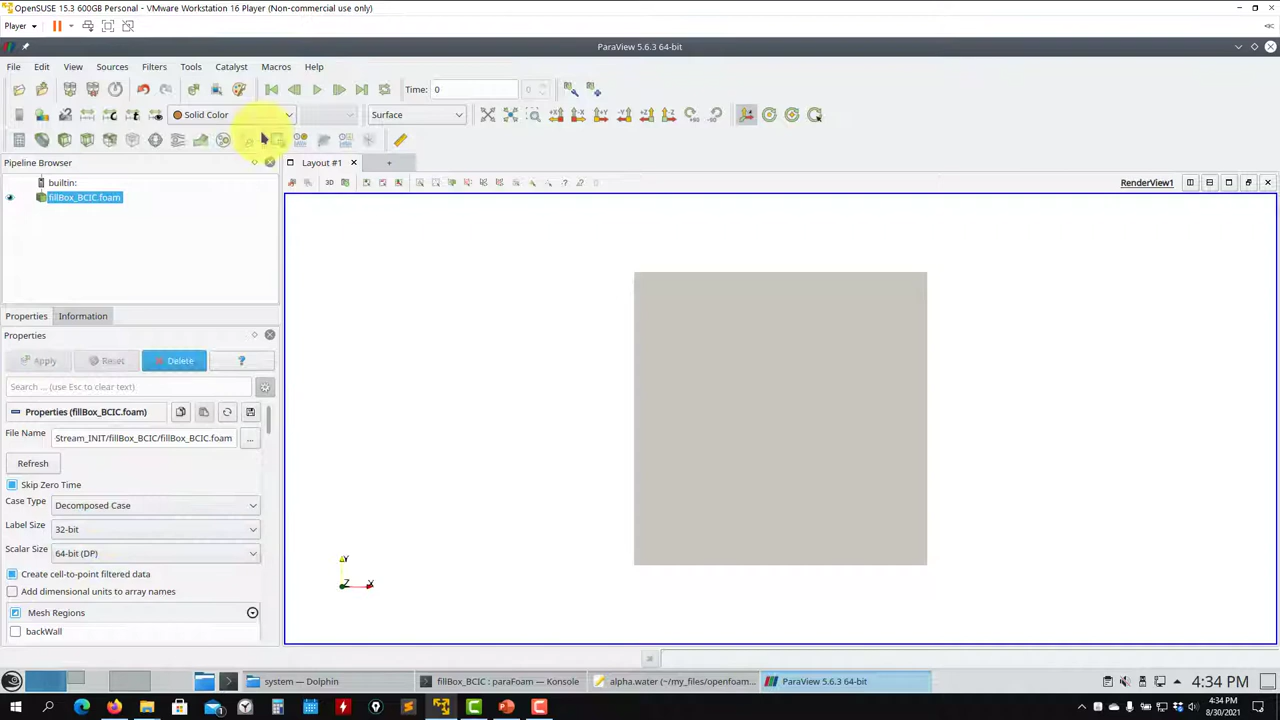 OpenSUSE 15.3 600GB Personal - VMware Workstation 16 Player (Non-commercial use only)
Player
ParaView 5.6.3 64-bit
File Edit View Sources Filters Tools Catalyst Macros Help
Time: 0 0
Solid Color Surface
+X -X +Y -Y +Z -Z -90 +90
Pipeline Browser
Layout #1 +
builtin:
3D RenderView1
fillBox_BCIC.foam
Properties Information
Properties
Apply Reset Delete ?
Search ... (use Esc to clear text)
Properties (fillBox_BCIC.foam)
File Name Stream_INIT/fillBox_BCIC/fillBox_BCIC.foam ...
Refresh
Skip Zero Time
Case Type Decomposed Case
Label Size 32-bit
Scalar Size 64-bit (DP)
Y
Create cell-to-point filtered data
Z X
Add dimensional units to array names
Mesh Regions
backWall
system — Dolphin fillBox_BCIC : paraFoam — Konsole alpha.water (~/my_files/openfoam... ParaView 5.6.3 64-bit 4:34 PM
4:34 PM
8/30/2021